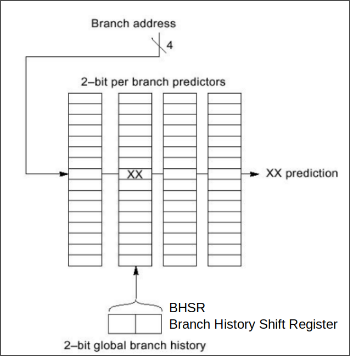 Branch address
4
2-bit per branch predictors
XX
XX prediction
BHSR
Branch History Shift Register
2-bit global branch history